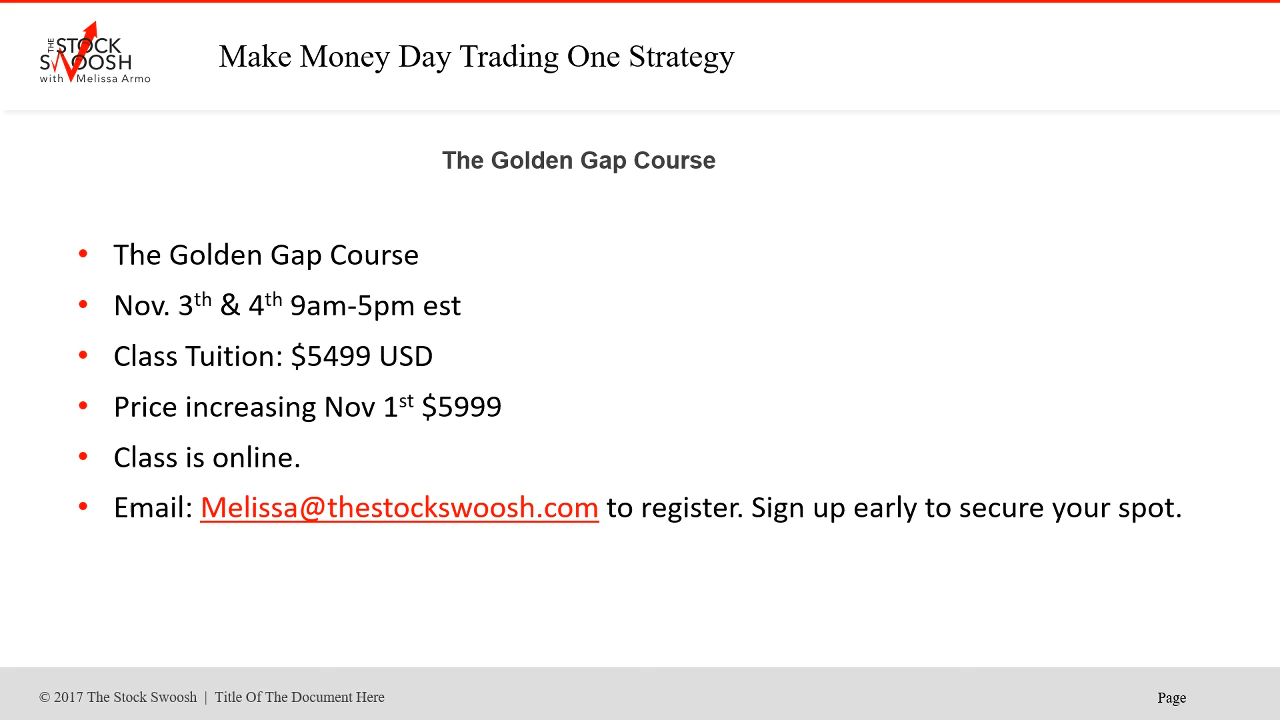 THE STOCK
SWOOSH
with Melissa Armo
Make Money Day Trading One Strategy
The Golden Gap Course
• The Golden Gap Course
• Nov. 3th & 4th 9am-5pm est
• Class Tuition: $5499 USD
• Price increasing Nov 1st $5999
• Class is online.
• Email: Melissa@thestockswoosh.com to register. Sign up early to secure your spot.
© 2017 The Stock Swoosh | Title Of The Document Here
Page